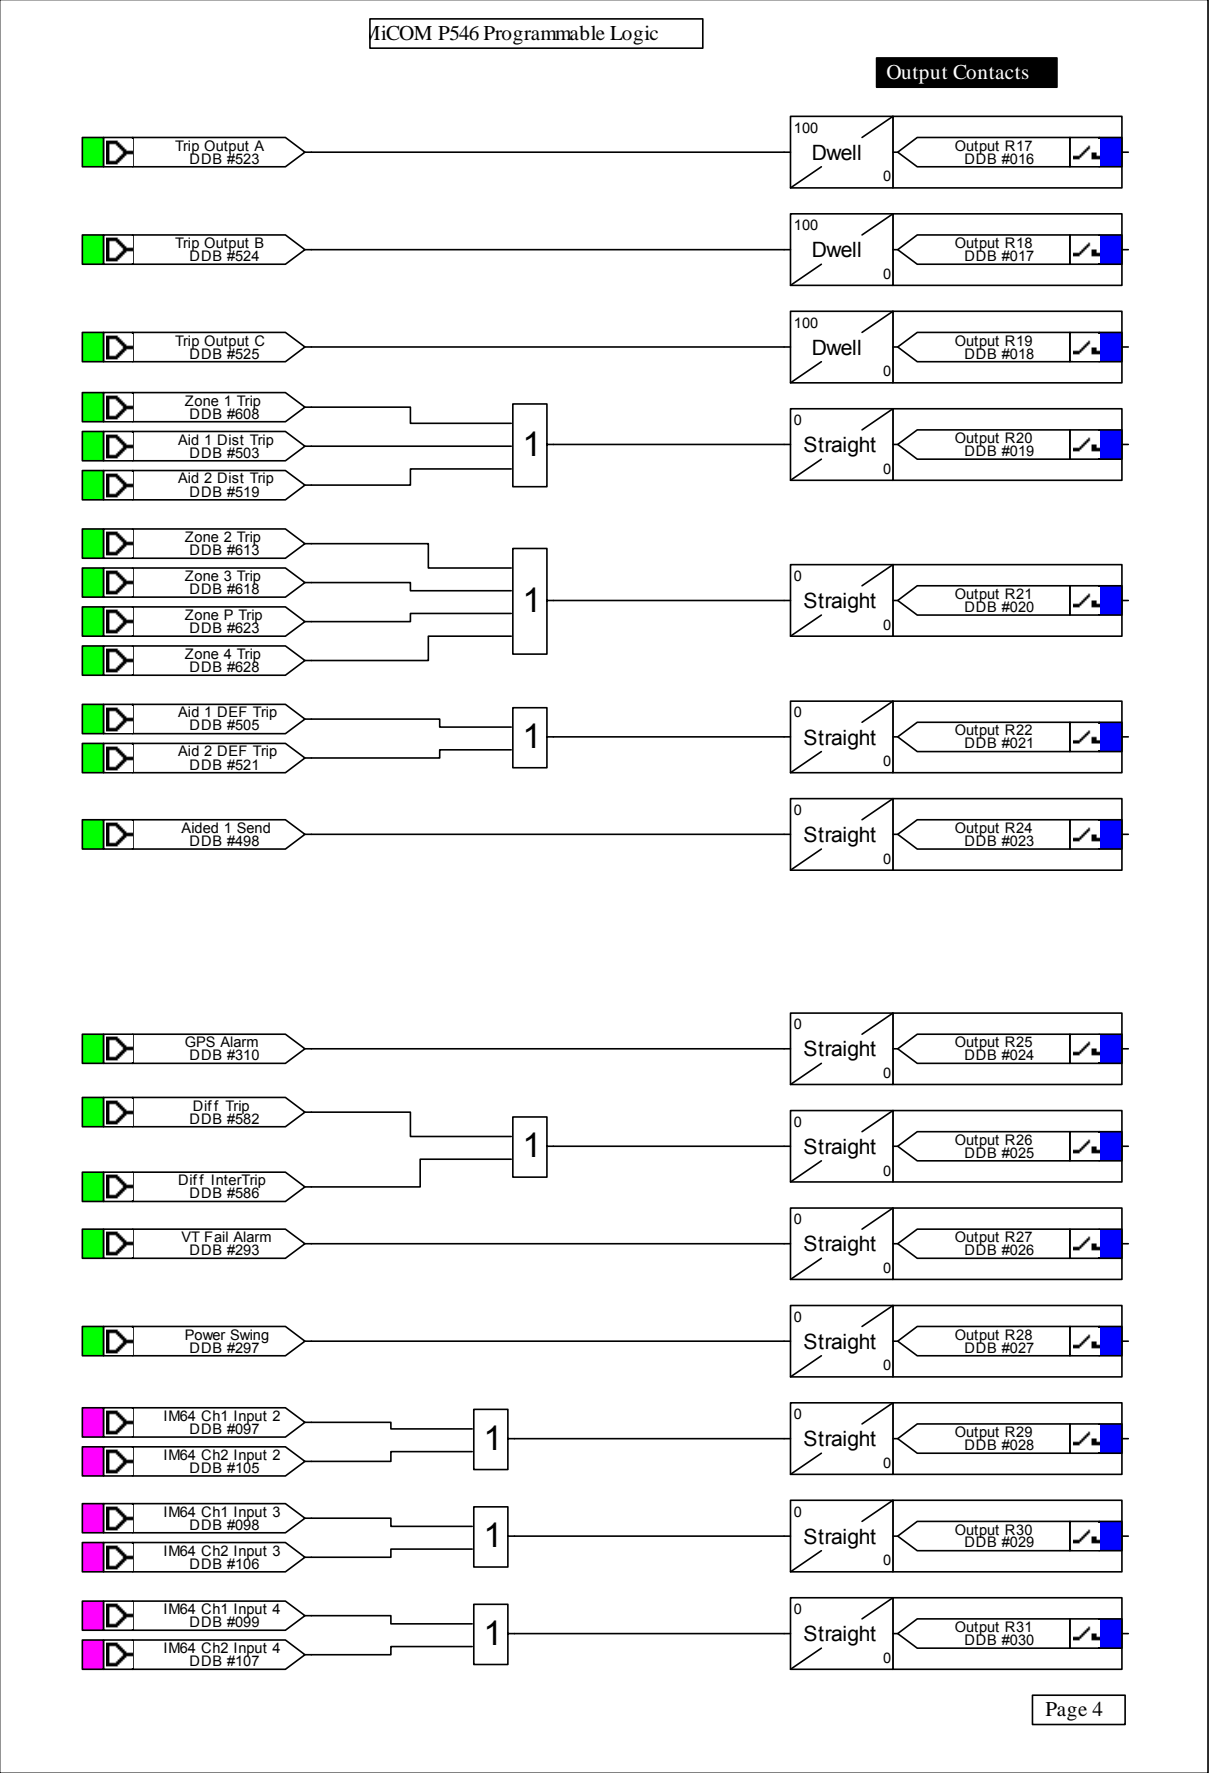 MiCOM P546 Programmable Logic
Output Contacts
Trip Output A
DDB #523
100
Dwell
0
Output R17
DDB #016
Trip Output B
DDB #524
100
Dwell
0
Output R18
DDB #017
Trip Output C
DDB #525
100
Dwell
0
Output R19
DDB #018
Zone 1 Trip
DDB #608
Aid 1 Dist Trip
DDB #503
Aid 2 Dist Trip
DDB #519
1
0
Straight
0
Output R20
DDB #019
Zone 2 Trip
DDB #613
Zone 3 Trip
DDB #618
Zone P Trip
DDB #623
Zone 4 Trip
DDB #628
1
0
Straight
0
Output R21
DDB #020
Aid 1 DEF Trip
DDB #505
Aid 2 DEF Trip
DDB #521
1
0
Straight
0
Output R22
DDB #021
Aided 1 Send
DDB #498
0
Straight
0
Output R24
DDB #023
GPS Alarm
DDB #310
0
Straight
0
Output R25
DDB #024
Diff Trip
DDB #582
Diff InterTrip
DDB #586
1
0
Straight
0
Output R26
DDB #025
VT Fail Alarm
DDB #293
0
Straight
0
Output R27
DDB #026
Power Swing
DDB #297
0
Straight
0
Output R28
DDB #027
IM64 Ch1 Input 2
DDB #097
IM64 Ch2 Input 2
DDB #105
1
0
Straight
0
Output R29
DDB #028
IM64 Ch1 Input 3
DDB #098
IM64 Ch2 Input 3
DDB #106
1
0
Straight
0
Output R30
DDB #029
IM64 Ch1 Input 4
DDB #099
IM64 Ch2 Input 4
DDB #107
1
0
Straight
0
Output R31
DDB #030
Page 4